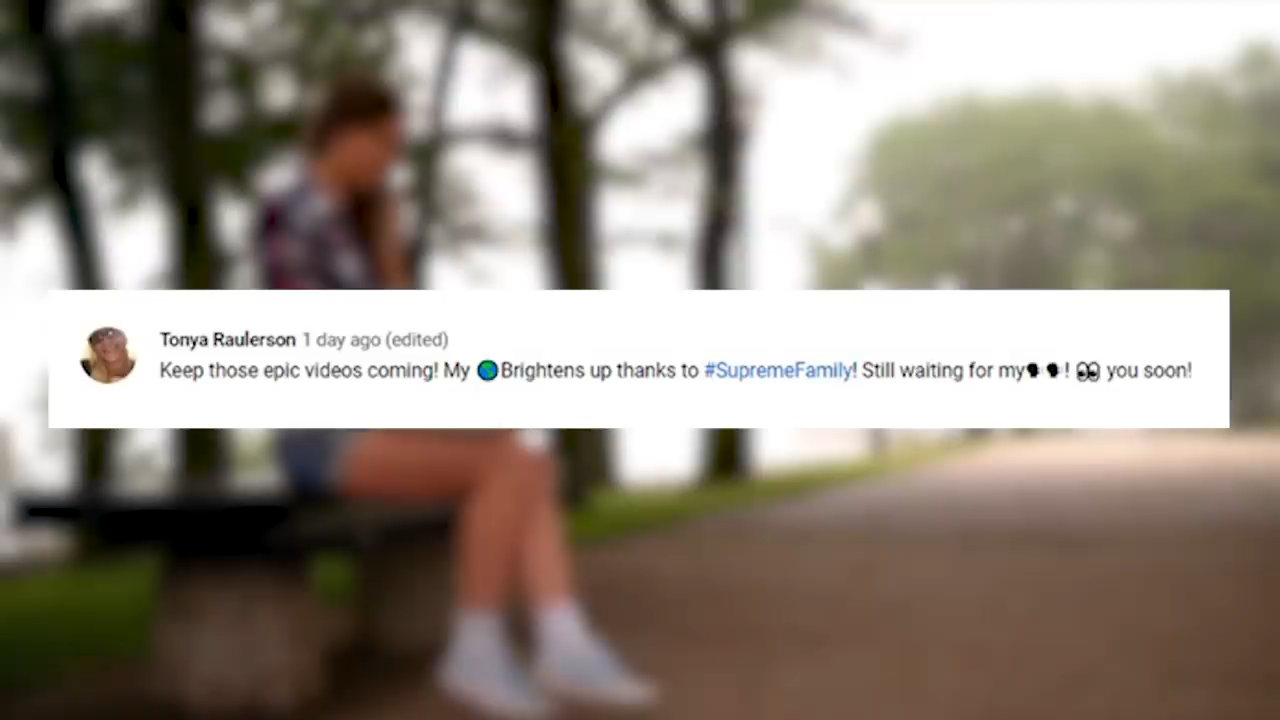 Tonya Raulerson 1 day ago (edited)
Keep those epic videos coming! My 🌎Brightens up thanks to #SupremeFamily! Still waiting for my🗣🗣! 👀 you soon!